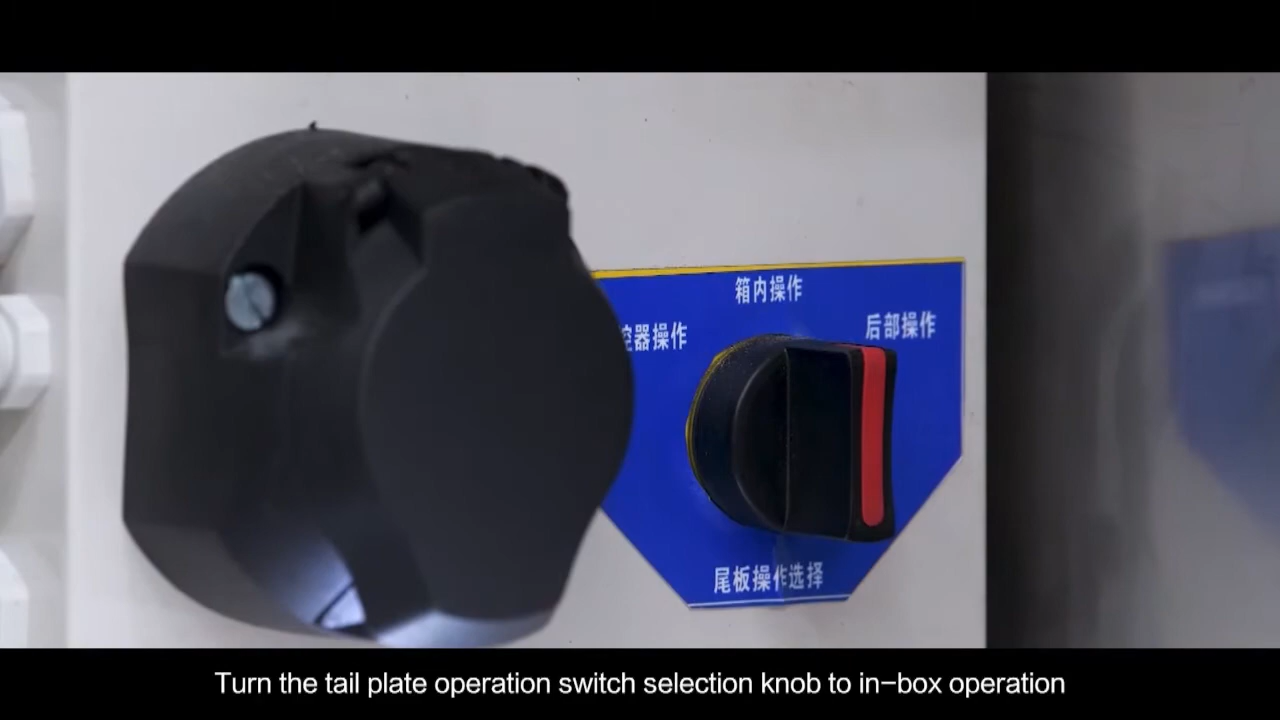 箱内操作
后部操作
控器操作
尾板操作选择
Turn the tail plate operation switch selection knob to in-box operation